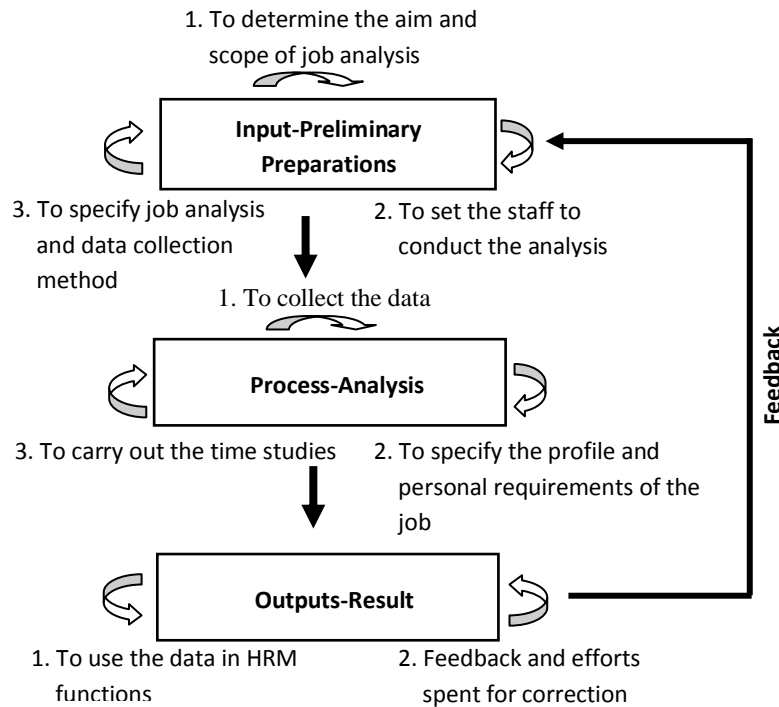 1. To determine the aim and
scope of job analysis
Input-Preliminary
Preparations
3. To specify job analysis
and data collection
method
2. To set the staff to
conduct the analysis
1. To collect the data
Process-Analysis
3. To carry out the time studies
2. To specify the profile and
personal requirements of the
job
Outputs-Result
1. To use the data in HRM
functions
2. Feedback and efforts
spent for correction
Feedback